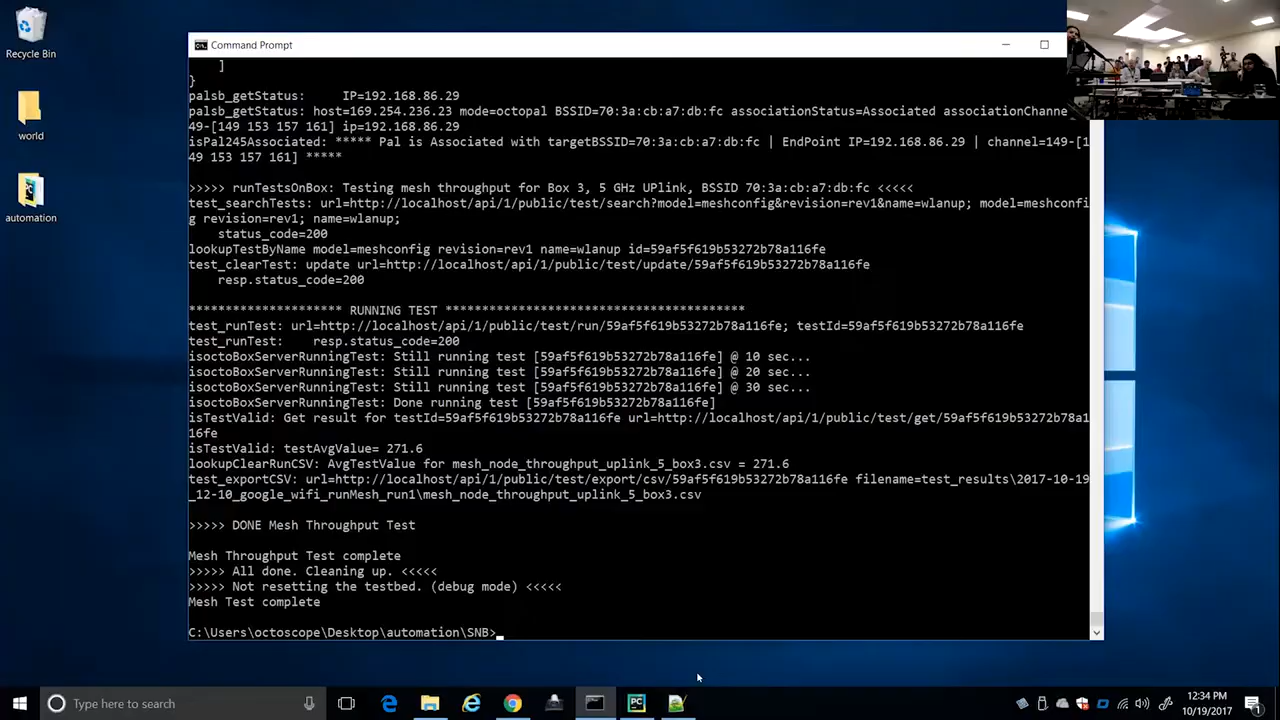 Recycle Bin
world
automation
Command Prompt
]
}
palsb_getStatus: IP=192.168.86.29
palsb_getStatus: host=169.254.236.23 mode=octopal BSSID=70:3a:cb:a7:db:fc associationStatus=Associated associationChanne
49-[149 153 157 161] ip=192.168.86.29
isPal245Associated: ***** Pal is Associated with targetBSSID=70:3a:cb:a7:db:fc | EndPoint IP=192.168.86.29 | channel=149-[1
49 153 157 161] *****
>>>>> runTestsOnBox: Testing mesh throughput for Box 3, 5 GHz UPlink, BSSID 70:3a:cb:a7:db:fc <<<<<
test_searchTests: url=http://localhost/api/1/public/test/search?model=meshconfig&revision=rev1&name=wlanup; model=meshconfi
g revision=rev1; name=wlanup;
status_code=200
lookupTestByName model=meshconfig revision=rev1 name=wlanup id=59af5f619b53272b78a116fe
test_clearTest: update url=http://localhost/api/1/public/test/update/59af5f619b53272b78a116fe
resp.status_code=200
******************** RUNNING TEST ****************************************
test_runTest: url=http://localhost/api/1/public/test/run/59af5f619b53272b78a116fe; testId=59af5f619b53272b78a116fe
test_runTest: resp.status_code=200
isoctoBoxServerRunningTest: Still running test [59af5f619b53272b78a116fe] @ 10 sec...
isoctoBoxServerRunningTest: Still running test [59af5f619b53272b78a116fe] @ 20 sec...
isoctoBoxServerRunningTest: Still running test [59af5f619b53272b78a116fe] @ 30 sec...
isoctoBoxServerRunningTest: Done running test [59af5f619b53272b78a116fe]
isTestValid: Get result for testId=59af5f619b53272b78a116fe url=http://localhost/api/1/public/test/get/59af5f619b53272b78a1
16fe
isTestValid: testAvgValue= 271.6
lookupClearRunCSV: AvgTestValue for mesh_node_throughput_uplink_5_box3.csv = 271.6
test_exportCSV: url=http://localhost/api/1/public/test/export/csv/59af5f619b53272b78a116fe filename=test_results\2017-10-19
_12-10_google_wifi_runMesh_run1\mesh_node_throughput_uplink_5_box3.csv
>>>>> DONE Mesh Throughput Test
Mesh Throughput Test complete
>>>>> All done. Cleaning up. <<<<<
>>>>> Not resetting the testbed. (debug mode) <<<<<
Mesh Test complete
C:\Users\octoscope\Desktop\automation\SNB>
Type here to search
PC
12:34 PM
10/19/2017
1